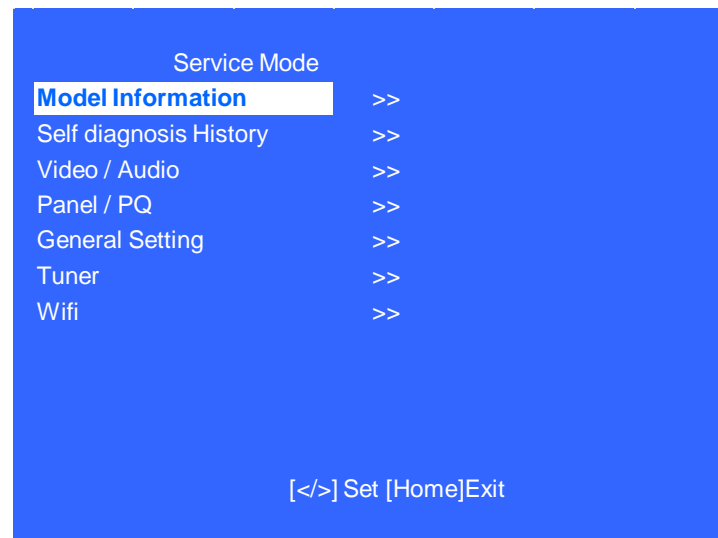 Service Mode
Model Information >>
Self diagnosis History >>
Video / Audio >>
Panel / PQ >>
General Setting >>
Tuner >>
Wifi >>
[</>] Set [Home]Exit